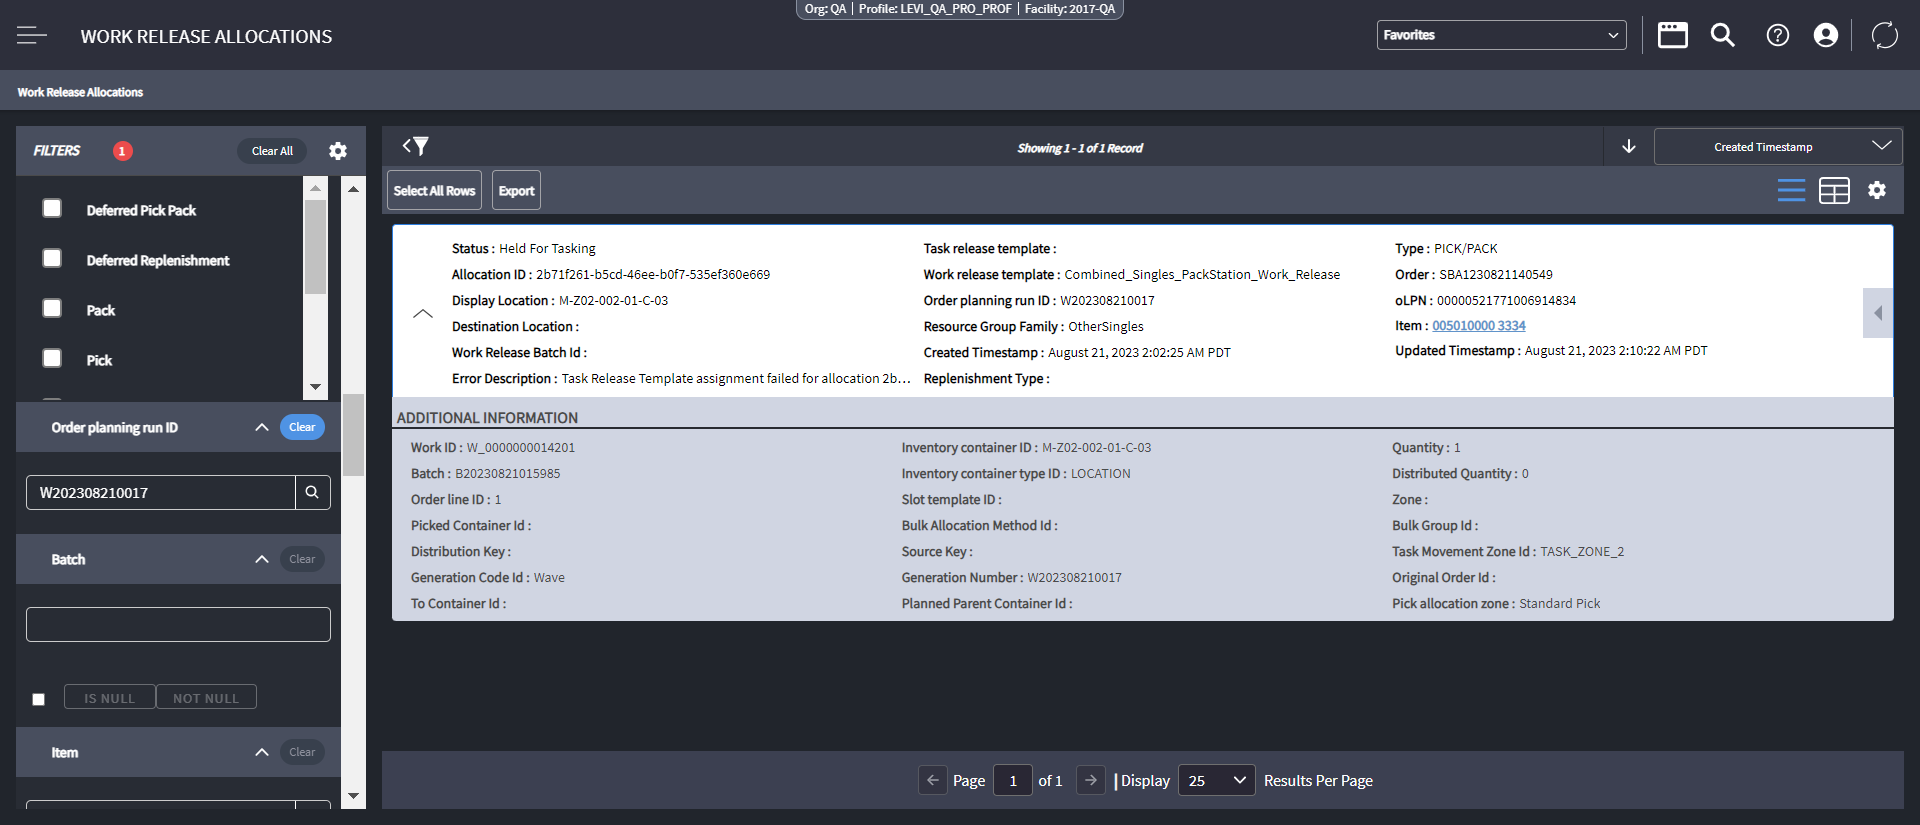 Org: QA | Profile: LEVI_QA_PRO_PROF | Facility: 2017-QA
WORK RELEASE ALLOCATIONS
Favorites
Work Release Allocations
FILTERS
1
Clear All
Showing 1 - 1 of 1 Record
Created Timestamp
Select All Rows
Export
Deferred Pick Pack
Deferred Replenishment
Pack
Pick
Order planning run ID
Clear
W202308210017
Batch
Clear
IS NULL
NOT NULL
Item
Clear
Status : Held For Tasking
Allocation ID : 2b71f261-b5cd-46ee-b0f7-535ef360e669
Display Location : M-Z02-002-01-C-03
Destination Location :
Work Release Batch Id :
Error Description : Task Release Template assignment failed for allocation 2b...
Task release template :
Work release template : Combined_Singles_PackStation_Work_Release
Order planning run ID : W202308210017
Resource Group Family : OtherSingles
Created Timestamp : August 21, 2023 2:02:25 AM PDT
Replenishment Type :
Type : PICK/PACK
Order : SBA1230821140549
oLPN : 00000521771006914834
Item : 005010000 3334
Updated Timestamp : August 21, 2023 2:10:22 AM PDT
ADDITIONAL INFORMATION
Work ID : W_0000000014201
Batch : B20230821015985
Order line ID : 1
Picked Container Id :
Distribution Key :
Generation Code Id : Wave
To Container Id :
Inventory container ID : M-Z02-002-01-C-03
Inventory container type ID : LOCATION
Slot template ID :
Bulk Allocation Method Id :
Source Key :
Generation Number : W202308210017
Planned Parent Container Id :
Quantity : 1
Distributed Quantity : 0
Zone :
Bulk Group Id :
Task Movement Zone Id : TASK_ZONE_2
Original Order Id :
Pick allocation zone : Standard Pick
Page 1 of 1 | Display 25 Results Per Page